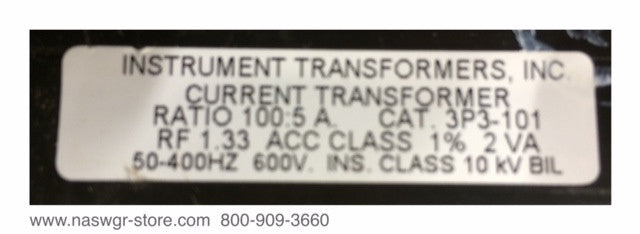 INSTRUMENT TRANSFORMERS, INC.
CURRENT TRANSFORMER
RATIO 100:5 A. CAT. 3P3-101
RF 1.33 ACC CLASS 1% 2 VA
50-400HZ 600V. INS. CLASS 10 kV BIL
www.naswgr-store.com 800-909-3660